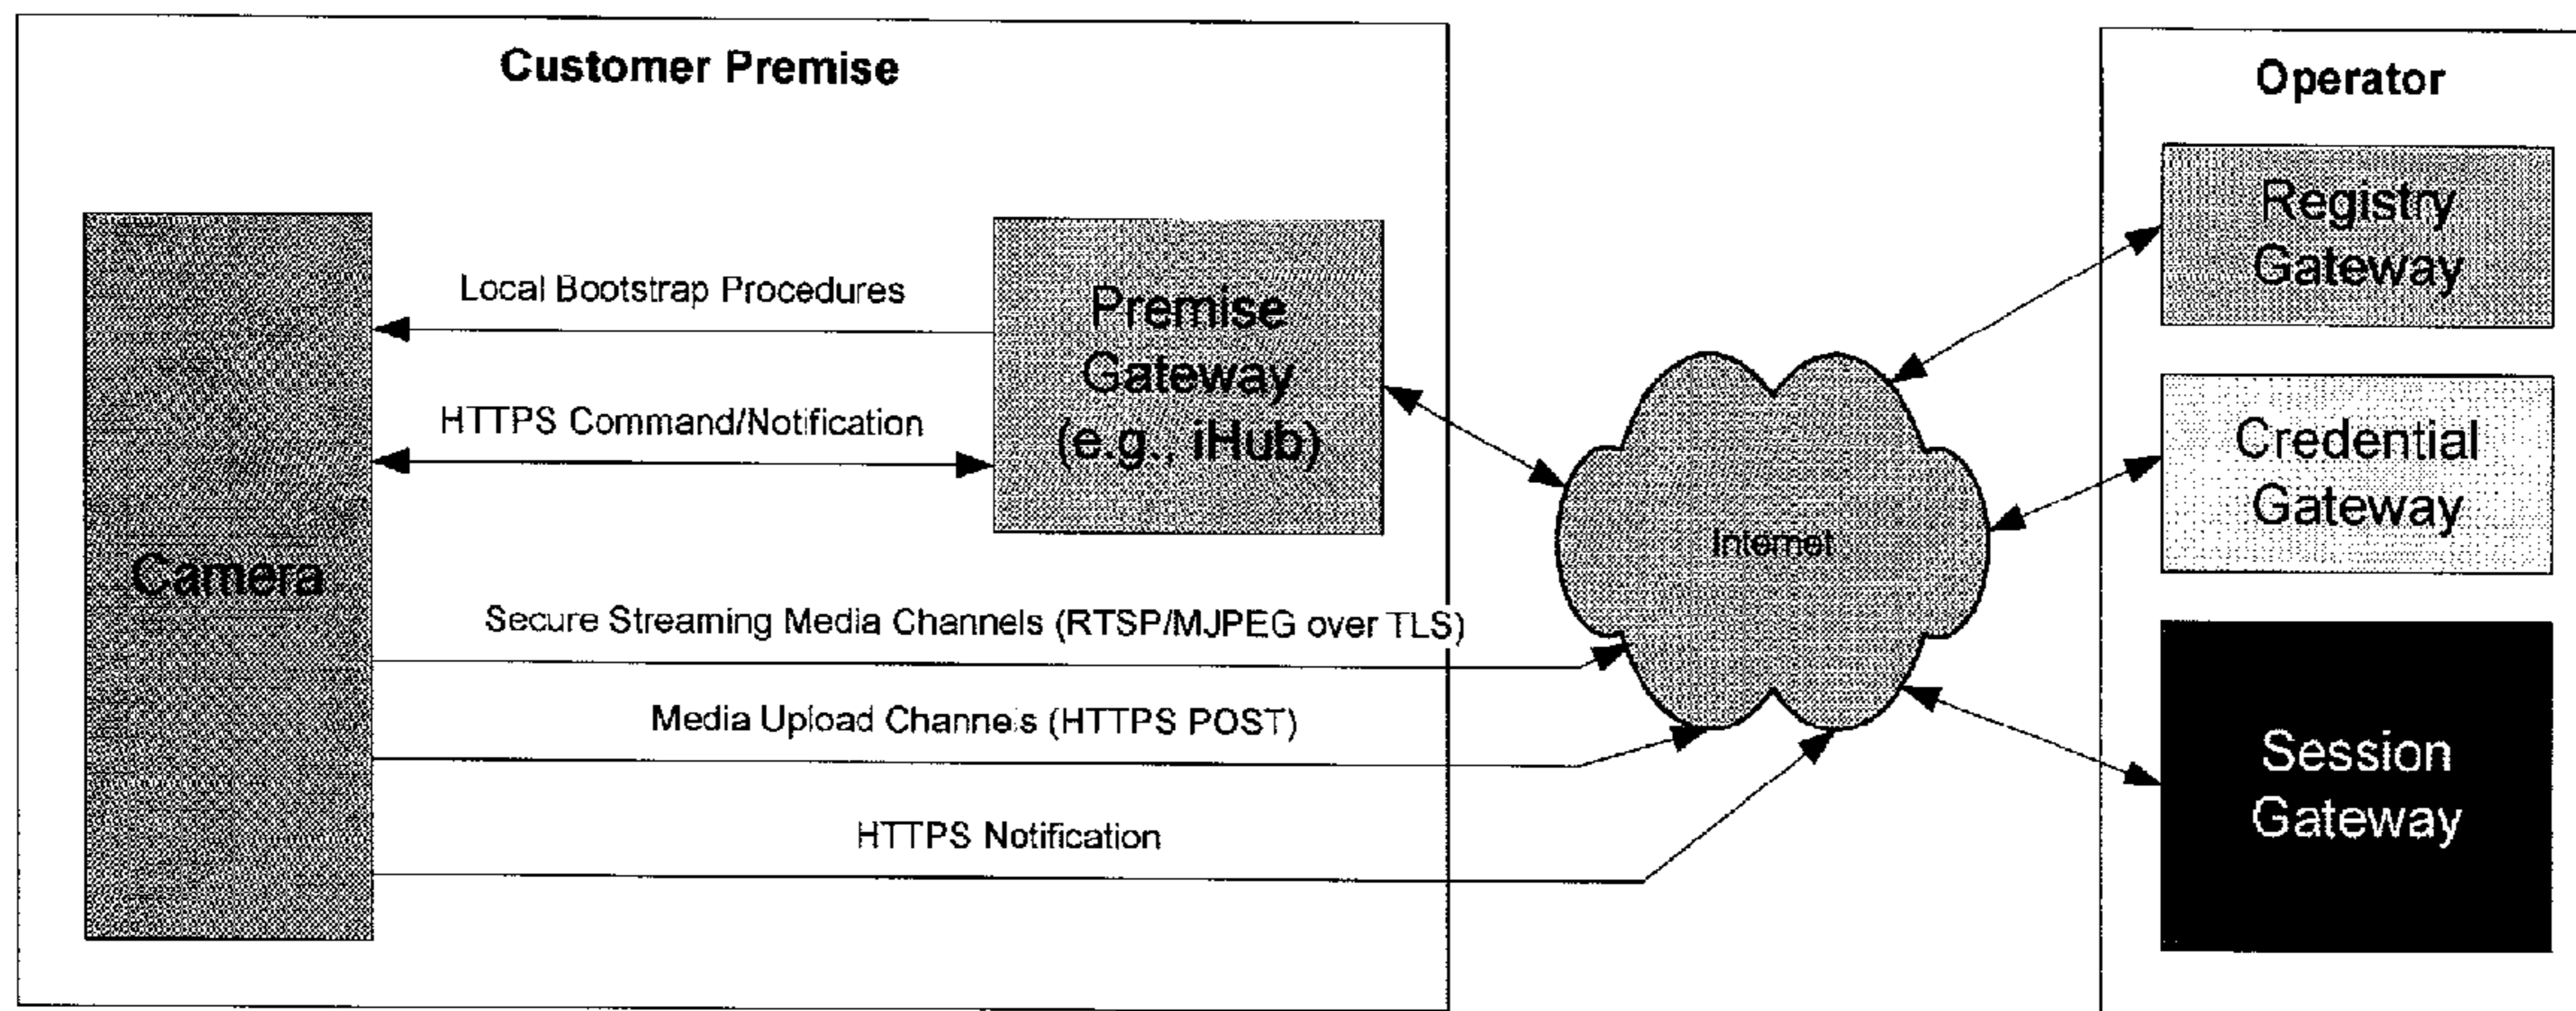 Customer Premise
Operator
Registry
Gateway
Local Bootstrap Procedures
Premise
Gateway
(e.g., iHub)
HTTPS Command/Notification
Credential
Gateway
Internet
Camera
Secure Streaming Media Channels (RTSP/MJPEG over TLS)
Media Upload Channels (HTTPS POST)
Session
Gateway
HTTPS Notification